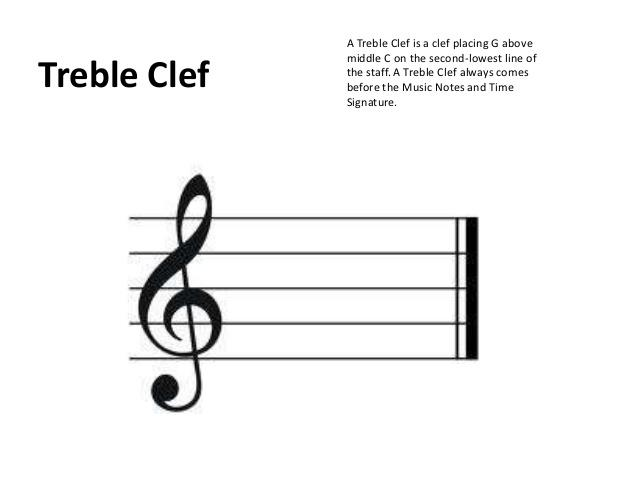 Treble Clef
A Treble Clef is a clef placing G above
middle C on the second-lowest line of
the staff. A Treble Clef always comes
before the Music Notes and Time
Signature.